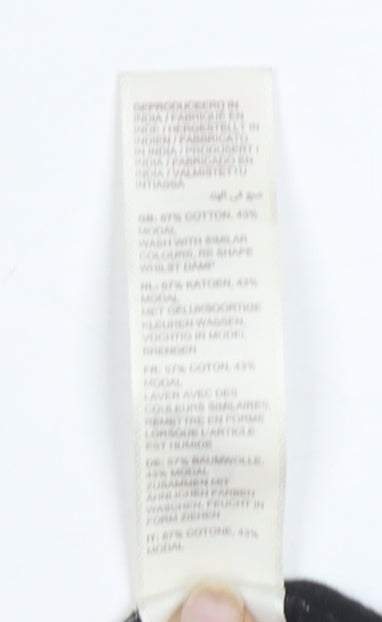 GEPRODUCEERD IN
INDIA / FABRIQUÉ EN
INDE / HERGESTELLT IN
INDIEN / FABBRICATO
IN INDIA / PRODUSERT I
INDIA / FABRICADO EN
INDIA / VALMISTETTU
INTIASSA
صنع في الهند
GB: 57% COTTON, 43%
MODAL
WASH WITH SIMILAR
COLOURS, RE SHAPE
WHILST DAMP
NL: 57% KATOEN, 43%
MODAL
MET GELIJKSOORTIGE
KLEUREN WASSEN,
VOCHTIG IN MODEL
BRENGEN
FR: 57% COTON, 43%
MODAL
LAVER AVEC DES
COULEURS SIMILAIRES,
REMETTRE EN FORME
LORSQUE L'ARTICLE
EST HUMIDE
DE: 57% BAUMWOLLE,
43% MODAL
ZUSAMMEN MIT
ÄHNLICHEN FARBEN
WASCHEN, FEUCHT IN
FORM ZIEHEN
IT: 57% COTONE, 43%
MODAL